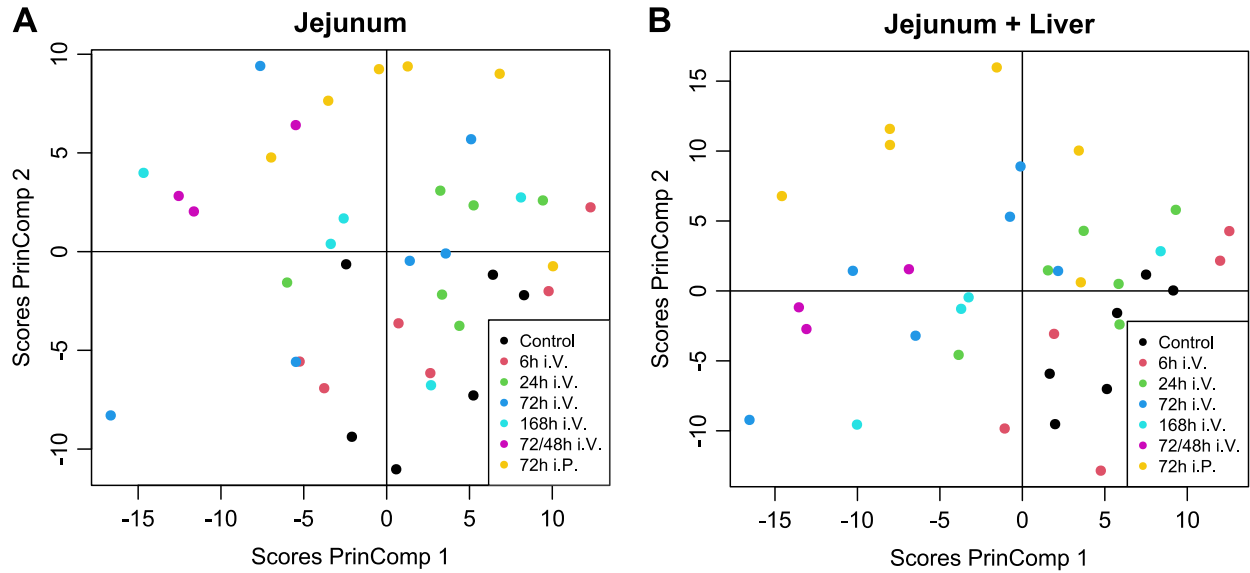 A
Jejunum
Scores PrinComp 2
10
5
0
-5
-10
-15
-10
-5
0
5
10
Scores PrinComp 1
Control
6h i.V.
24h i.V.
72h i.V.
168h i.V.
72/48h i.V.
72h i.P.
B
Jejunum + Liver
Scores PrinComp 2
15
10
5
0
-5
-10
-15
-10
-5
0
5
10
Scores PrinComp 1
Control
6h i.V.
24h i.V.
72h i.V.
168h i.V.
72/48h i.V.
72h i.P.